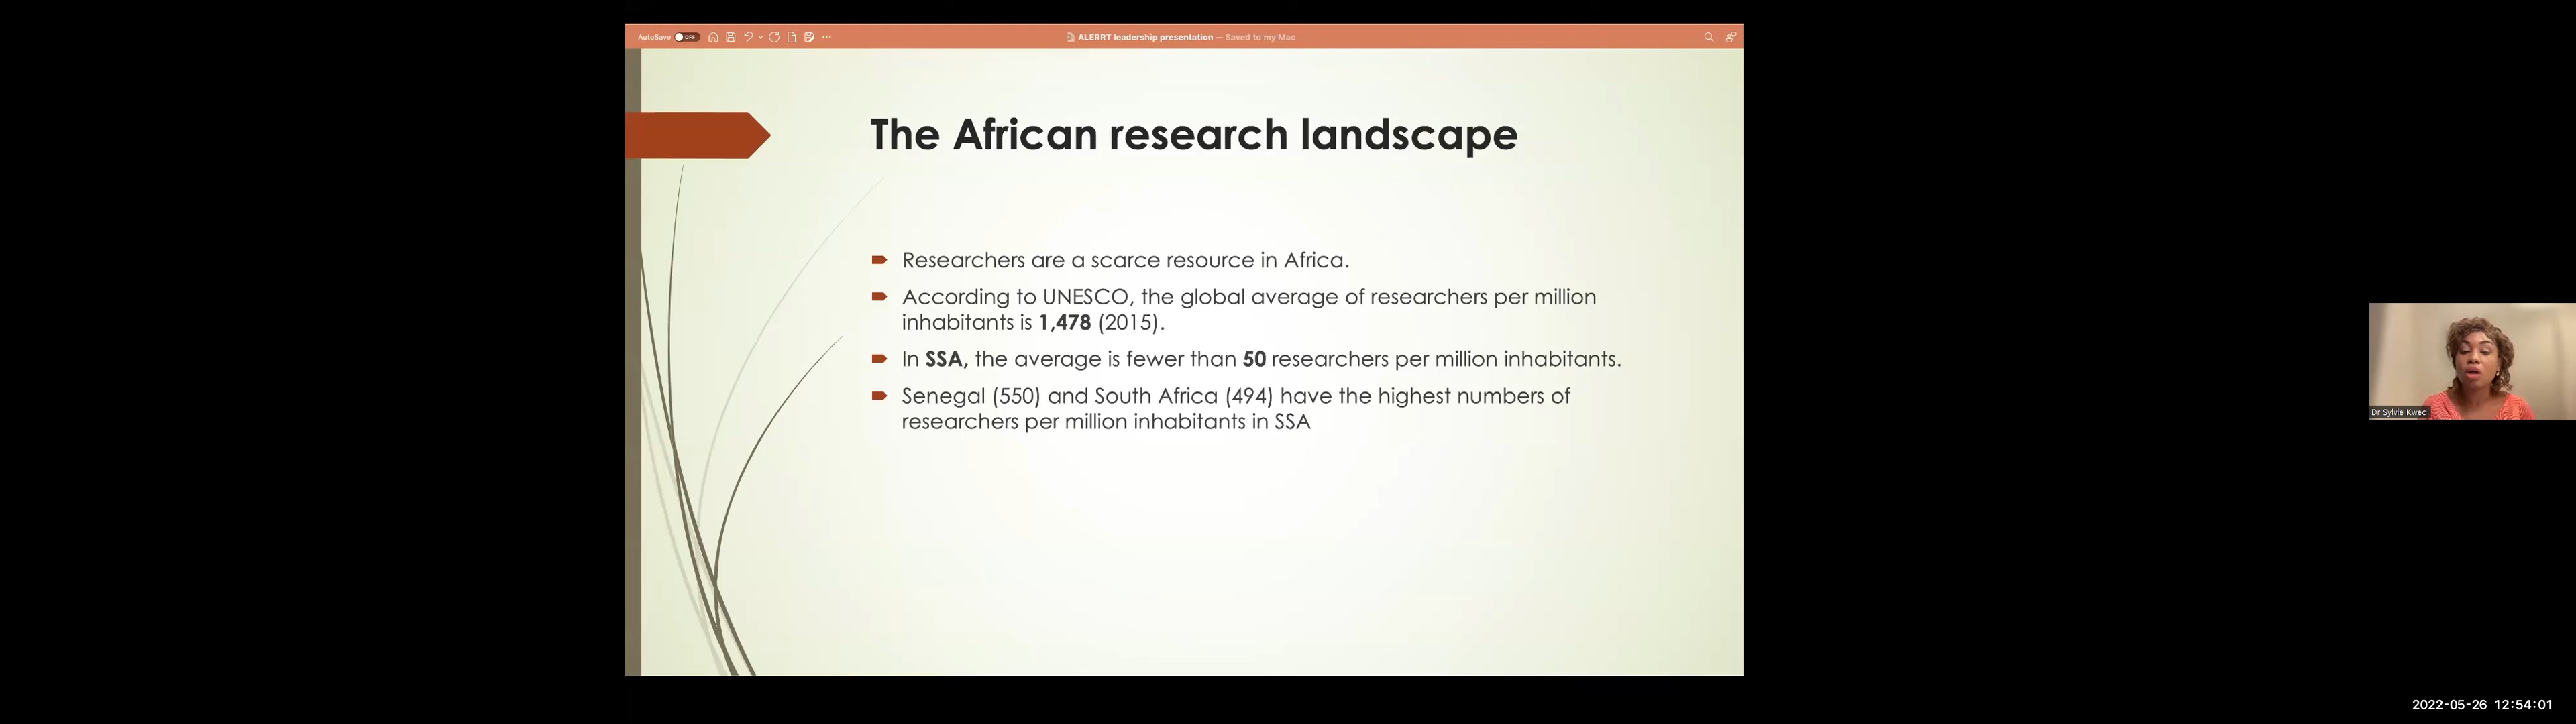 AutoSave OFF
ALERRT leadership presentation — Saved to my Mac
The African research landscape
Researchers are a scarce resource in Africa.
According to UNESCO, the global average of researchers per million
inhabitants is 1,478 (2015).
In SSA, the average is fewer than 50 researchers per million inhabitants.
Senegal (550) and South Africa (494) have the highest numbers of
researchers per million inhabitants in SSA
Dr Sylvie Kwedi
2022-05-26 12:54:01